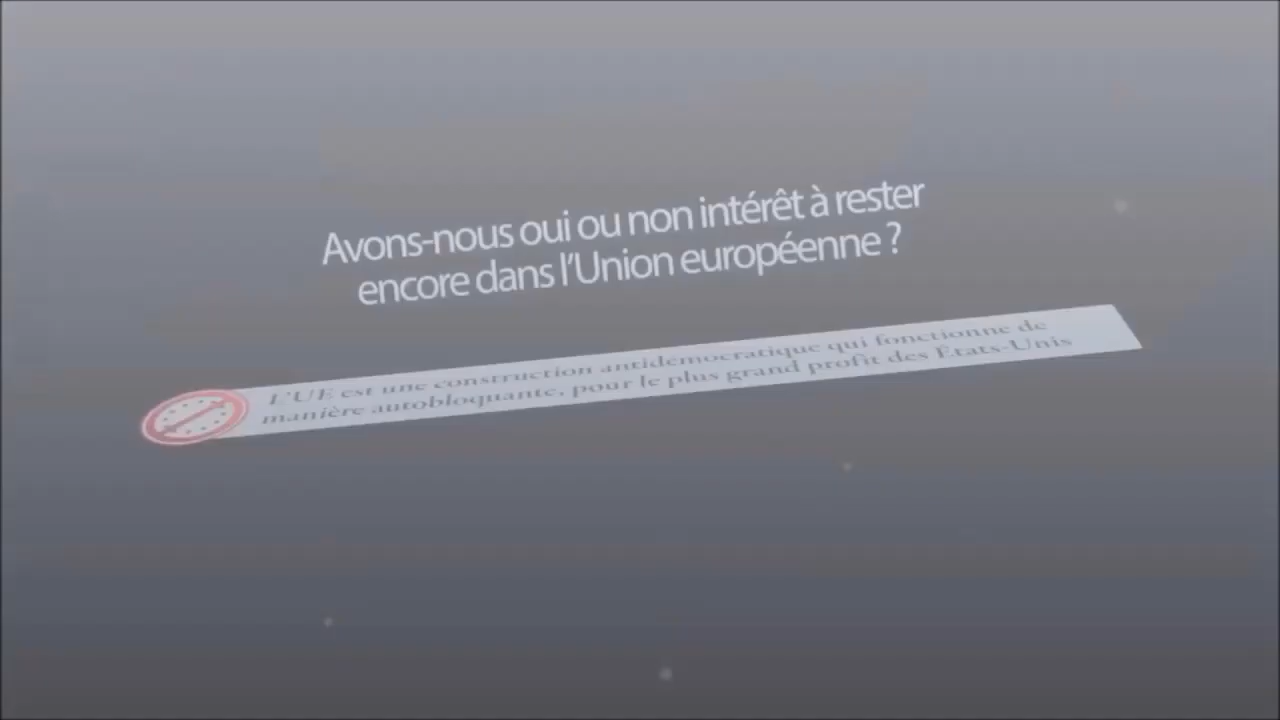 Avons-nous oui ou non intérêt à rester
encore dans l'Union européenne ?
L'UE est une construction antidémocratique qui fonctionne de
manière autobloquante, pour le plus grand profit des États-Unis